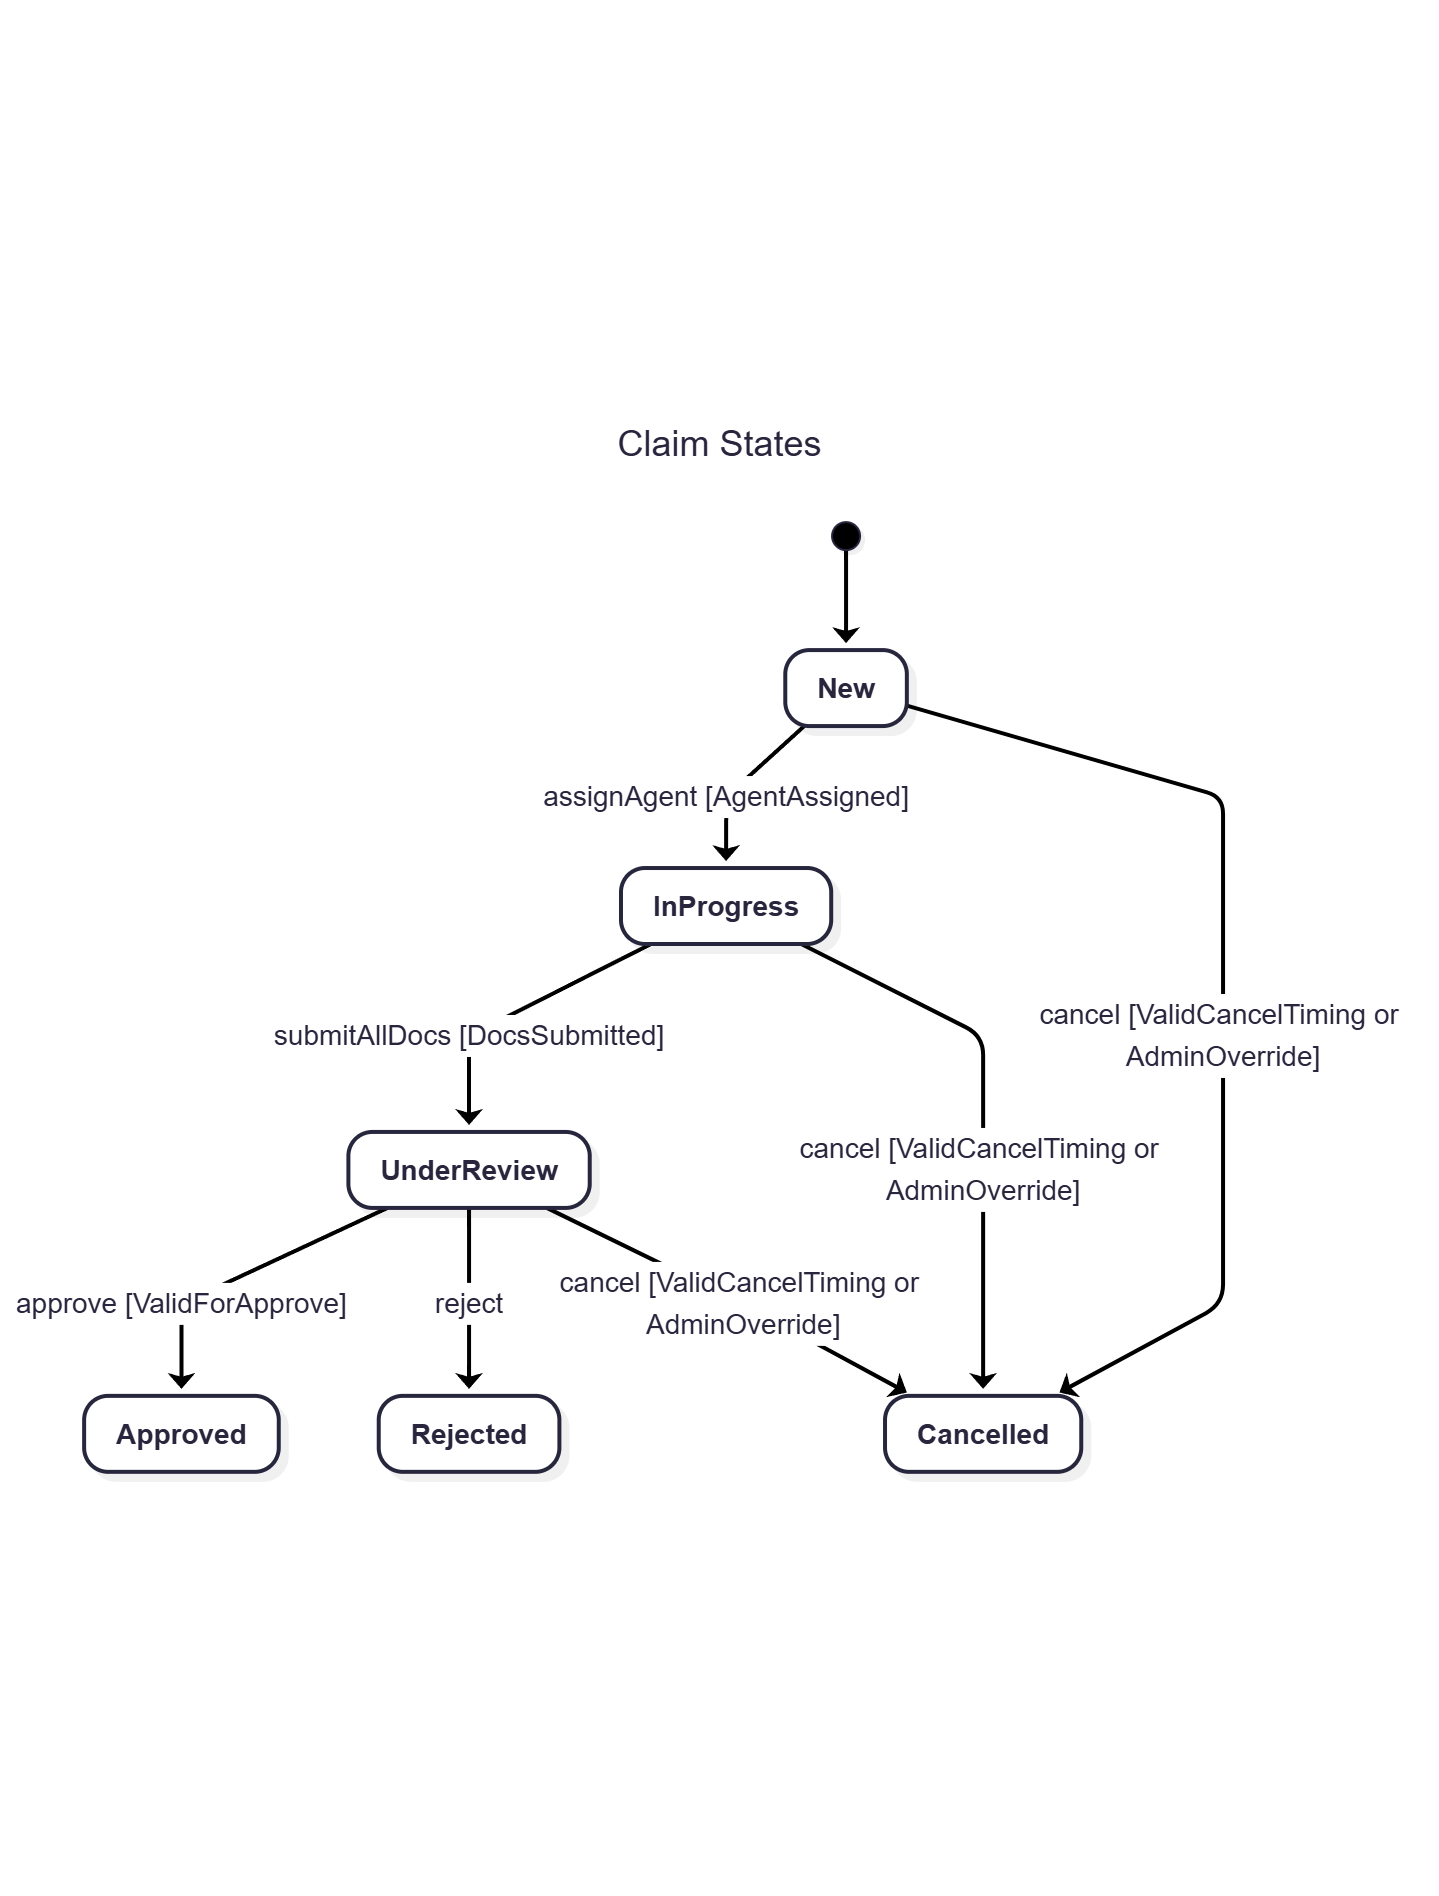 Claim States
New
assignAgent [AgentAssigned]
InProgress
cancel [ValidCancelTiming or
AdminOverride]
submitAllDocs [DocsSubmitted]
cancel [ValidCancelTiming or
AdminOverride]
UnderReview
approve [ValidForApprove]
reject
cancel [ValidCancelTiming or
AdminOverride]
Approved
Rejected
Cancelled